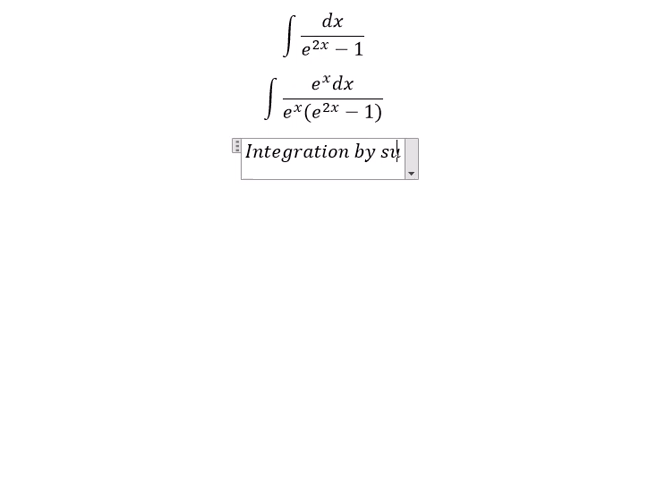 ∫ dx / (e^{2x} − 1)
∫ e^x dx / (e^x(e^{2x} − 1))
Integration by su